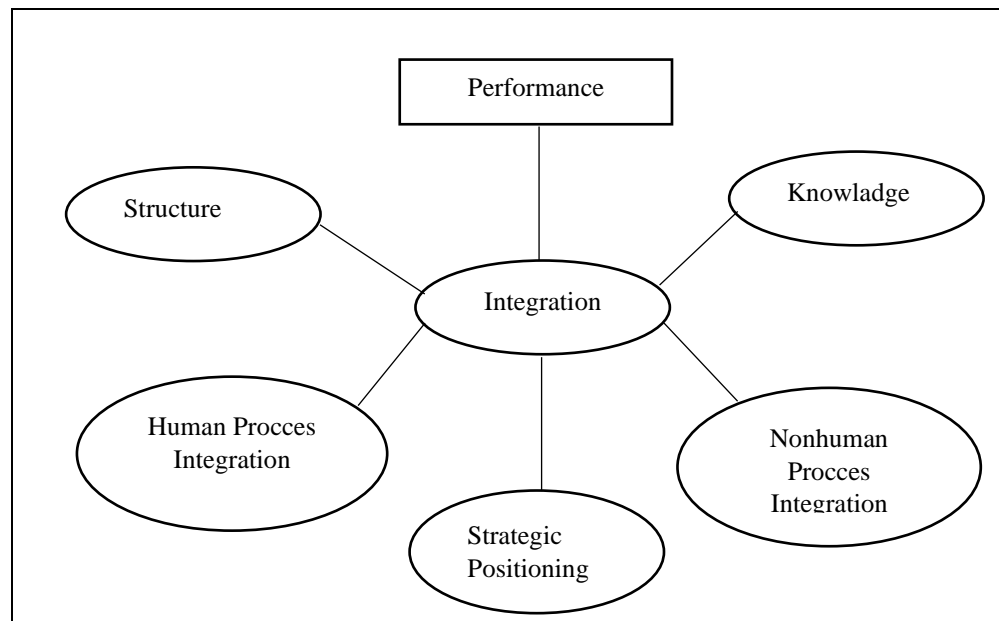 Performance
Structure
Knowladge
Integration
Human Procces
Integration
Nonhuman
Procces
Integration
Strategic
Positioning